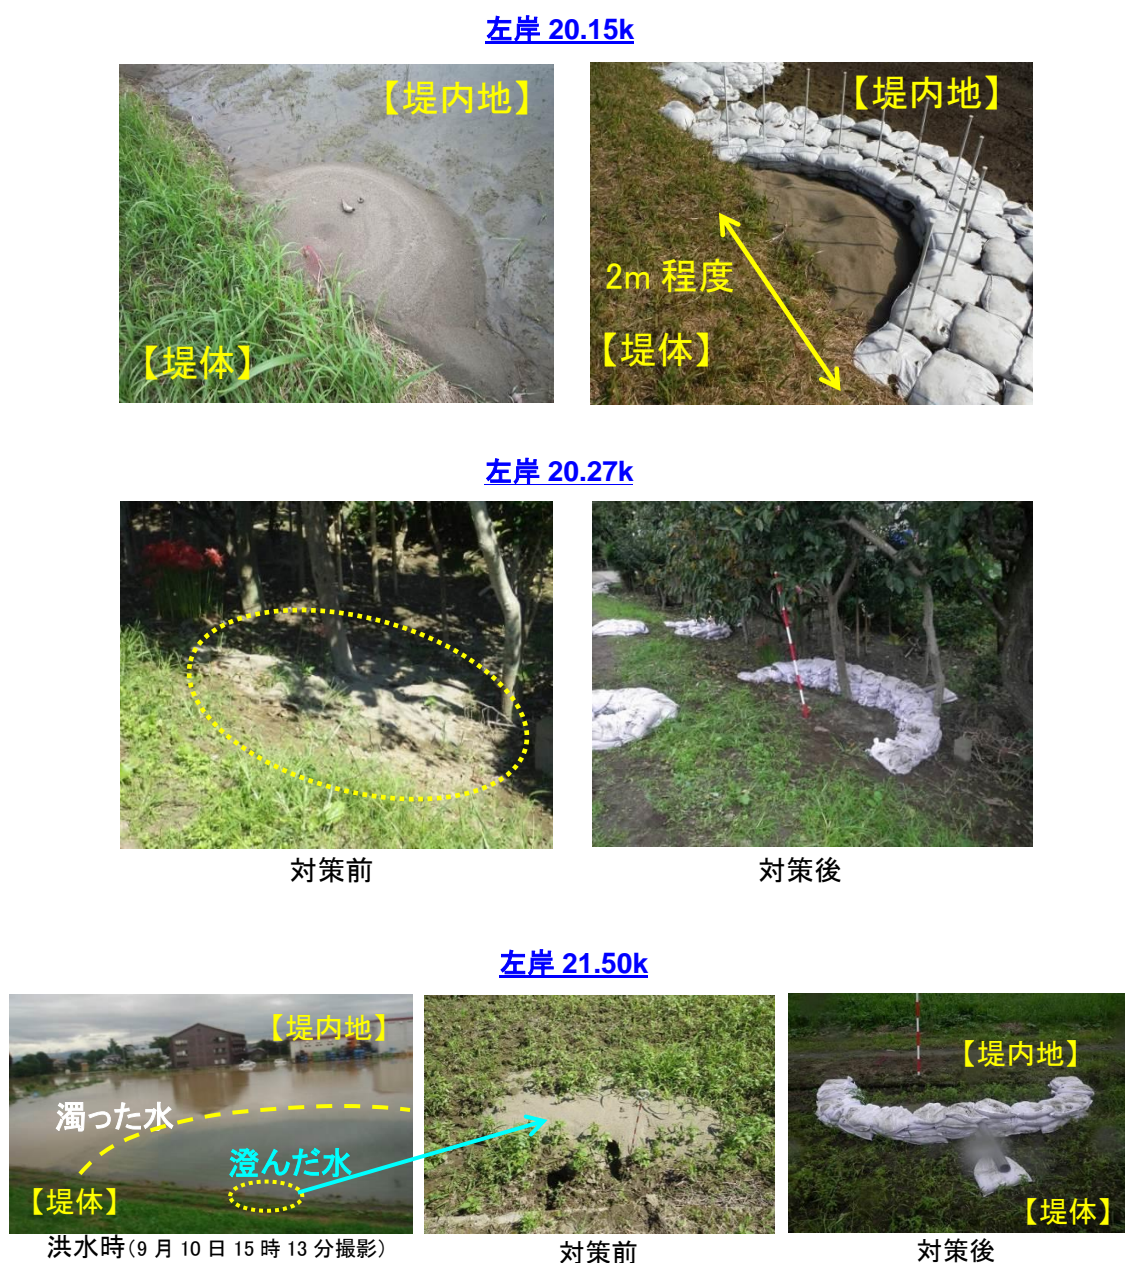 左岸 20.15k
【堤内地】
【堤体】
【堤内地】
2m 程度
【堤体】
左岸 20.27k
対策前
対策後
左岸 21.50k
【堤内地】
濁った水
澄んだ水
【堤体】
【堤内地】
【堤体】
洪水時（9 月 10 日 15 時 13 分撮影）
対策前
対策後